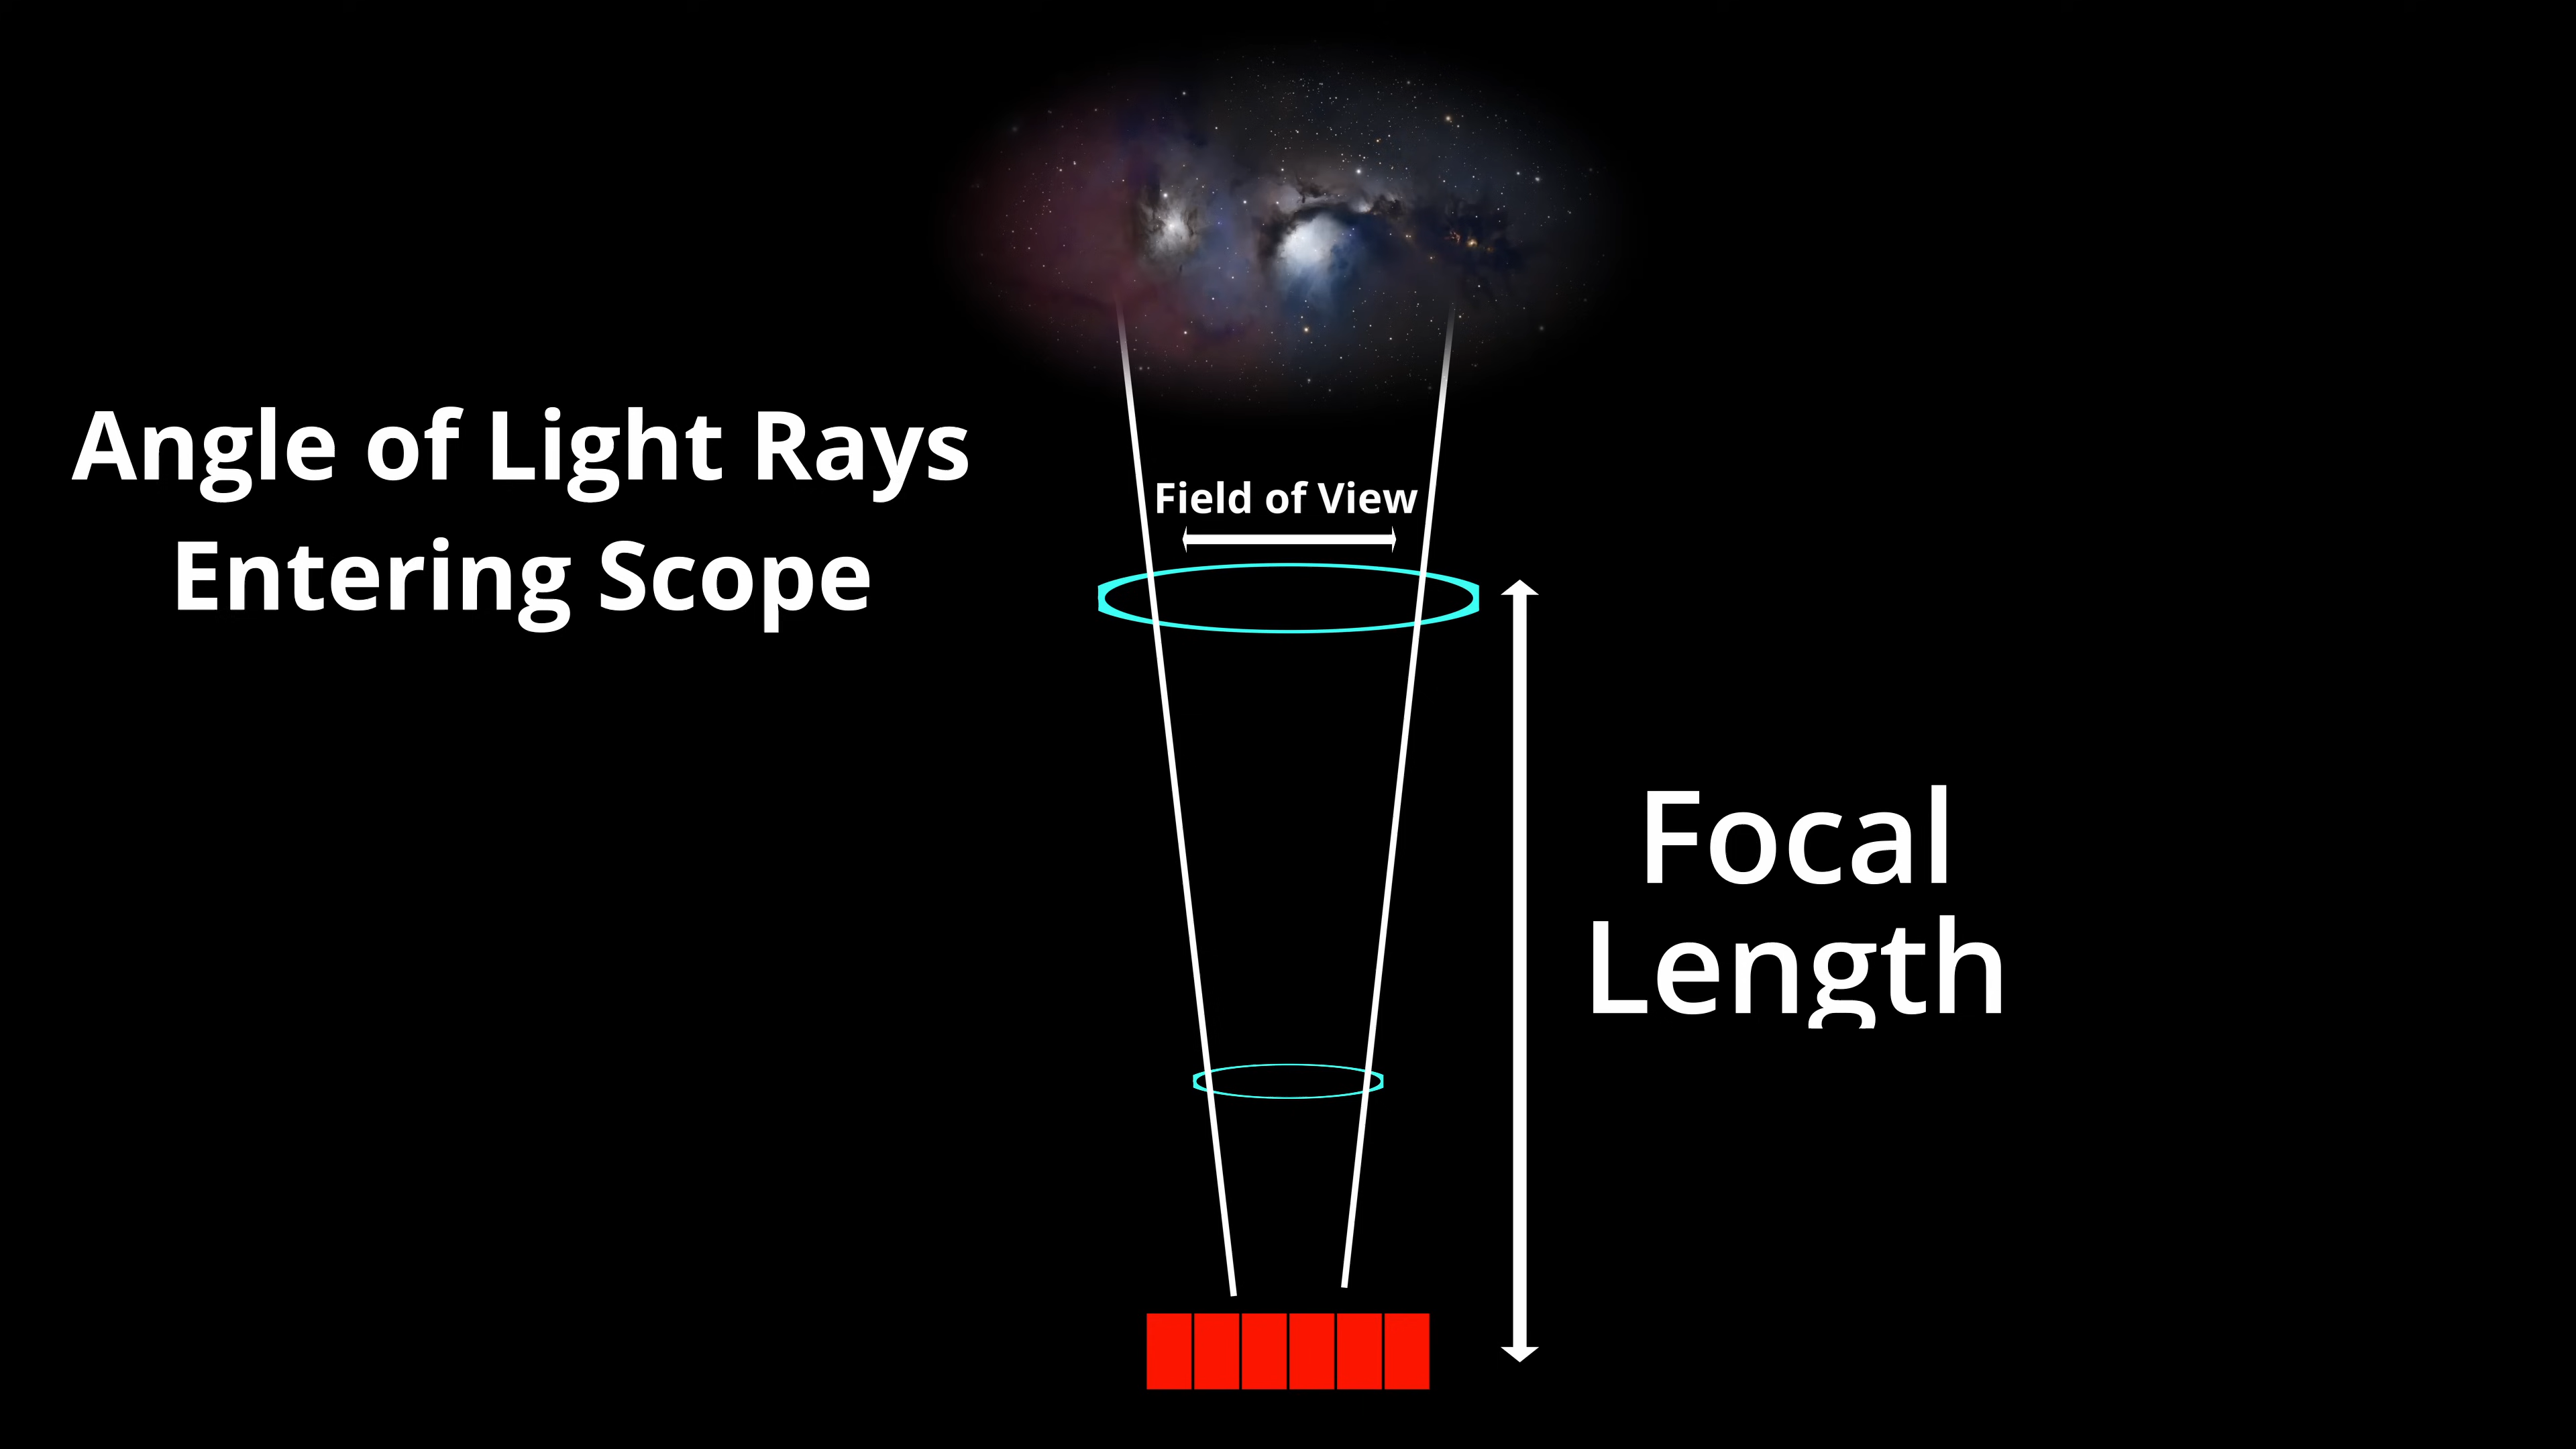 Angle of Light Rays
Entering Scope
Field of View
Focal
Length